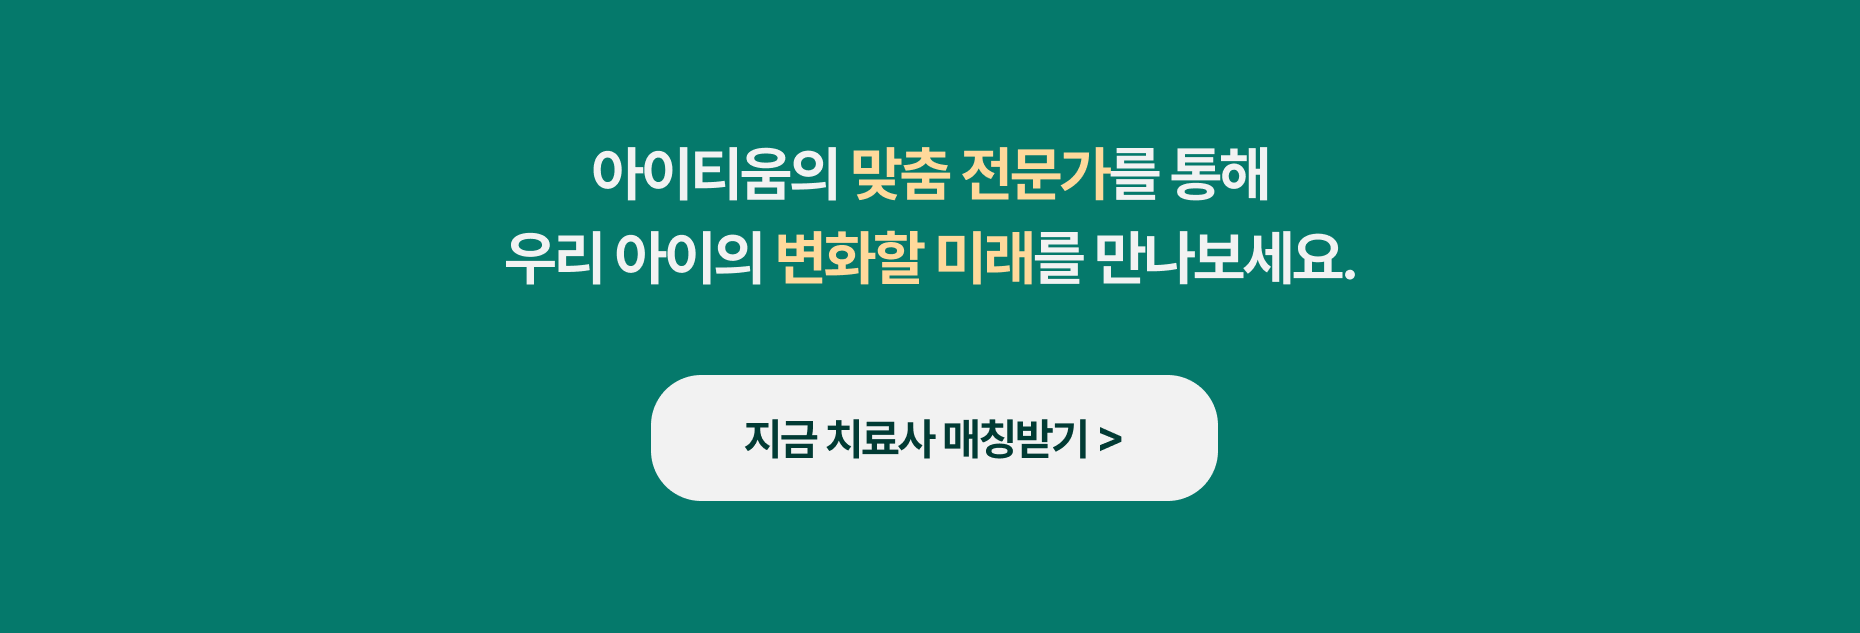 아이티움의 맞춤 전문가를 통해
우리 아이의 변화할 미래를 만나보세요.
지금 치료사 매칭받기 >